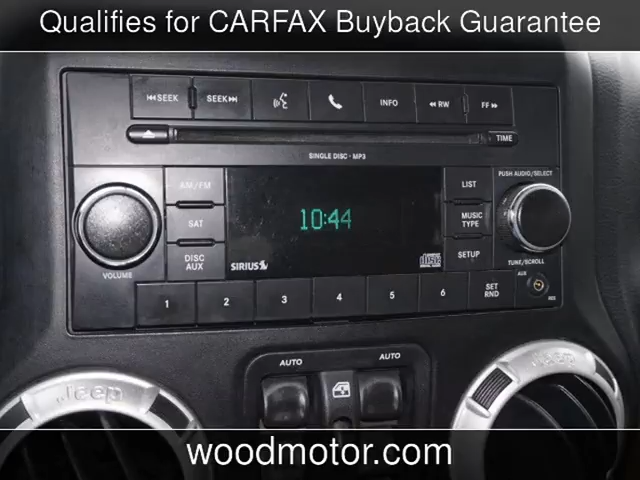 Qualifies for CARFAX Buyback Guarantee
⏮SEEK SEEK⏭ INFO ◀◀ RW FF ▶▶
TIME
SINGLE DISC · MP3
PUSH AUDIO/SELECT
AM/FM LIST
10:44
SAT MUSIC TYPE
DISC AUX SIRIUS SETUP
VOLUME TUNE/SCROLL
1 2 3 4 5 6 SET RND AUX
AUTO AUTO
Jeep Jeep
woodmotor.com